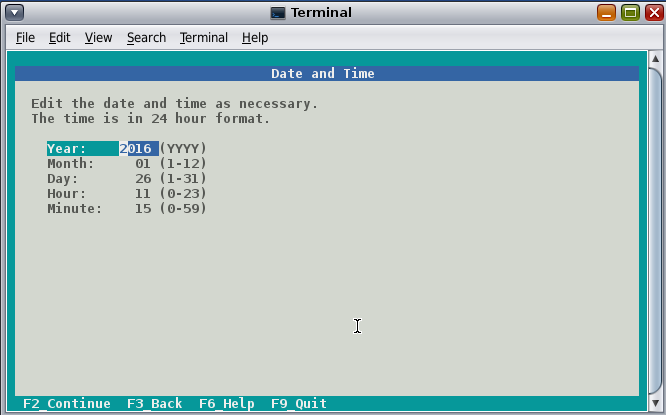 Terminal
File Edit View Search Terminal Help
Date and Time
Edit the date and time as necessary.
The time is in 24 hour format.
Year: 2016 (YYYY)
Month: 01 (1-12)
Day: 26 (1-31)
Hour: 11 (0-23)
Minute: 15 (0-59)
F2_Continue F3_Back F6_Help F9_Quit